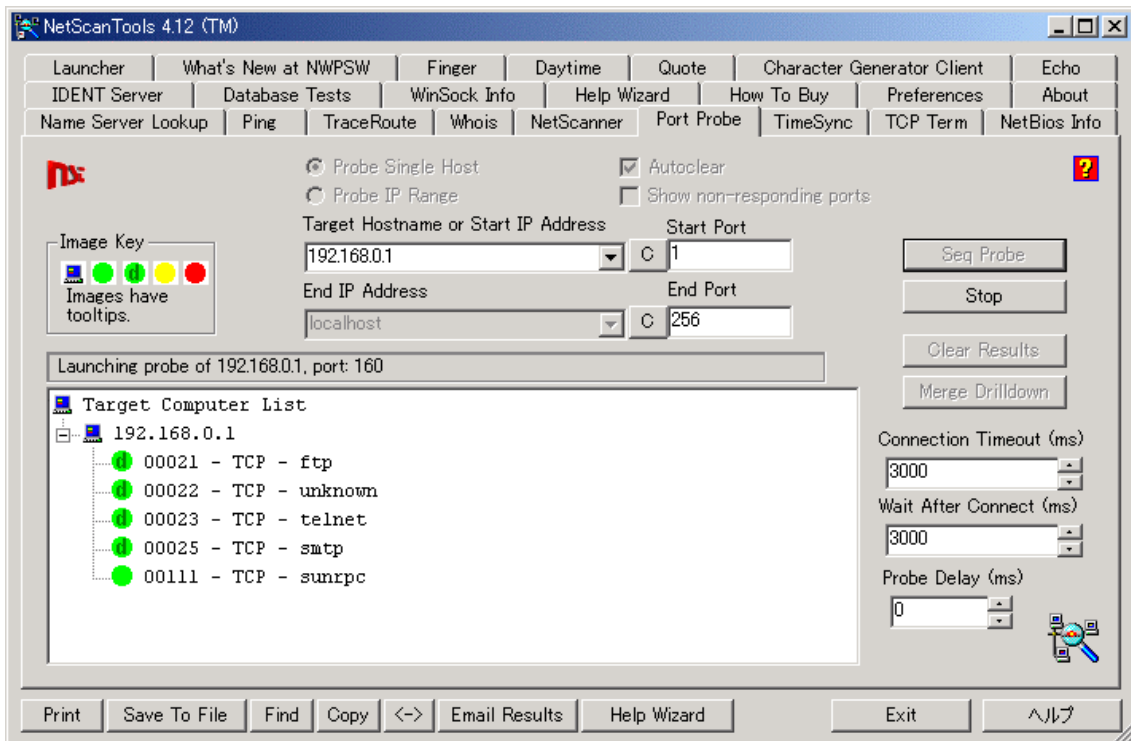 NetScanTools 4.12 (TM)
Launcher What's New at NWPSW Finger Daytime Quote Character Generator Client Echo
IDENT Server Database Tests WinSock Info Help Wizard How To Buy Preferences About
Name Server Lookup Ping TraceRoute Whois NetScanner Port Probe TimeSync TCP Term NetBios Info
Probe Single Host Autoclear
Probe IP Range Show non-responding ports
Target Hostname or Start IP Address Start Port
Image Key
192.168.0.1 C 1 Seq Probe
d
Images have tooltips.
End IP Address End Port Stop
localhost C 256
Launching probe of 192.168.0.1, port: 160 Clear Results
Merge Drilldown
Target Computer List
192.168.0.1
d 00021 - TCP - ftp
d 00022 - TCP - unknown
d 00023 - TCP - telnet
d 00025 - TCP - smtp
00111 - TCP - sunrpc
Connection Timeout (ms)
3000
Wait After Connect (ms)
3000
Probe Delay (ms)
0
Print Save To File Find Copy <-> Email Results Help Wizard Exit ヘルプ